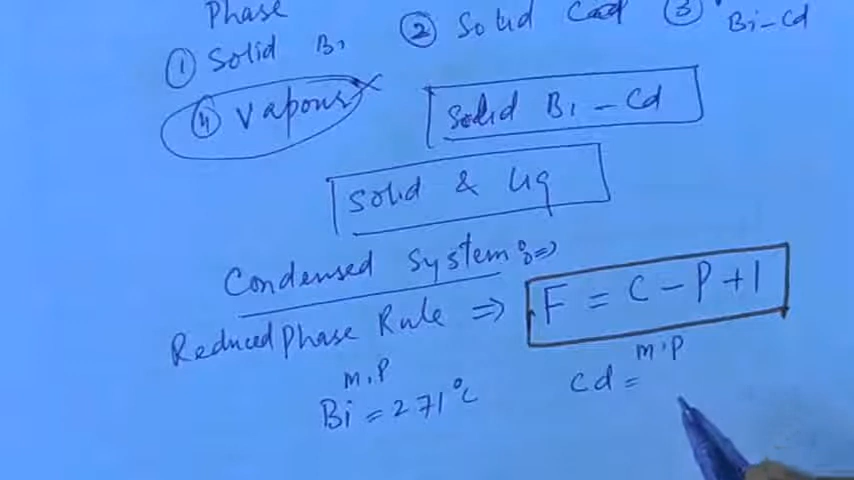 Phase
① Solid Bi ② Solid Cd ③
Bi-Cd
④ Vapour
Solid Bi - Cd
Solid & Liq
Condensed System :=>
Reduced Phase Rule => F = C - P + 1
M.P m.p
Bi = 271°C Cd =